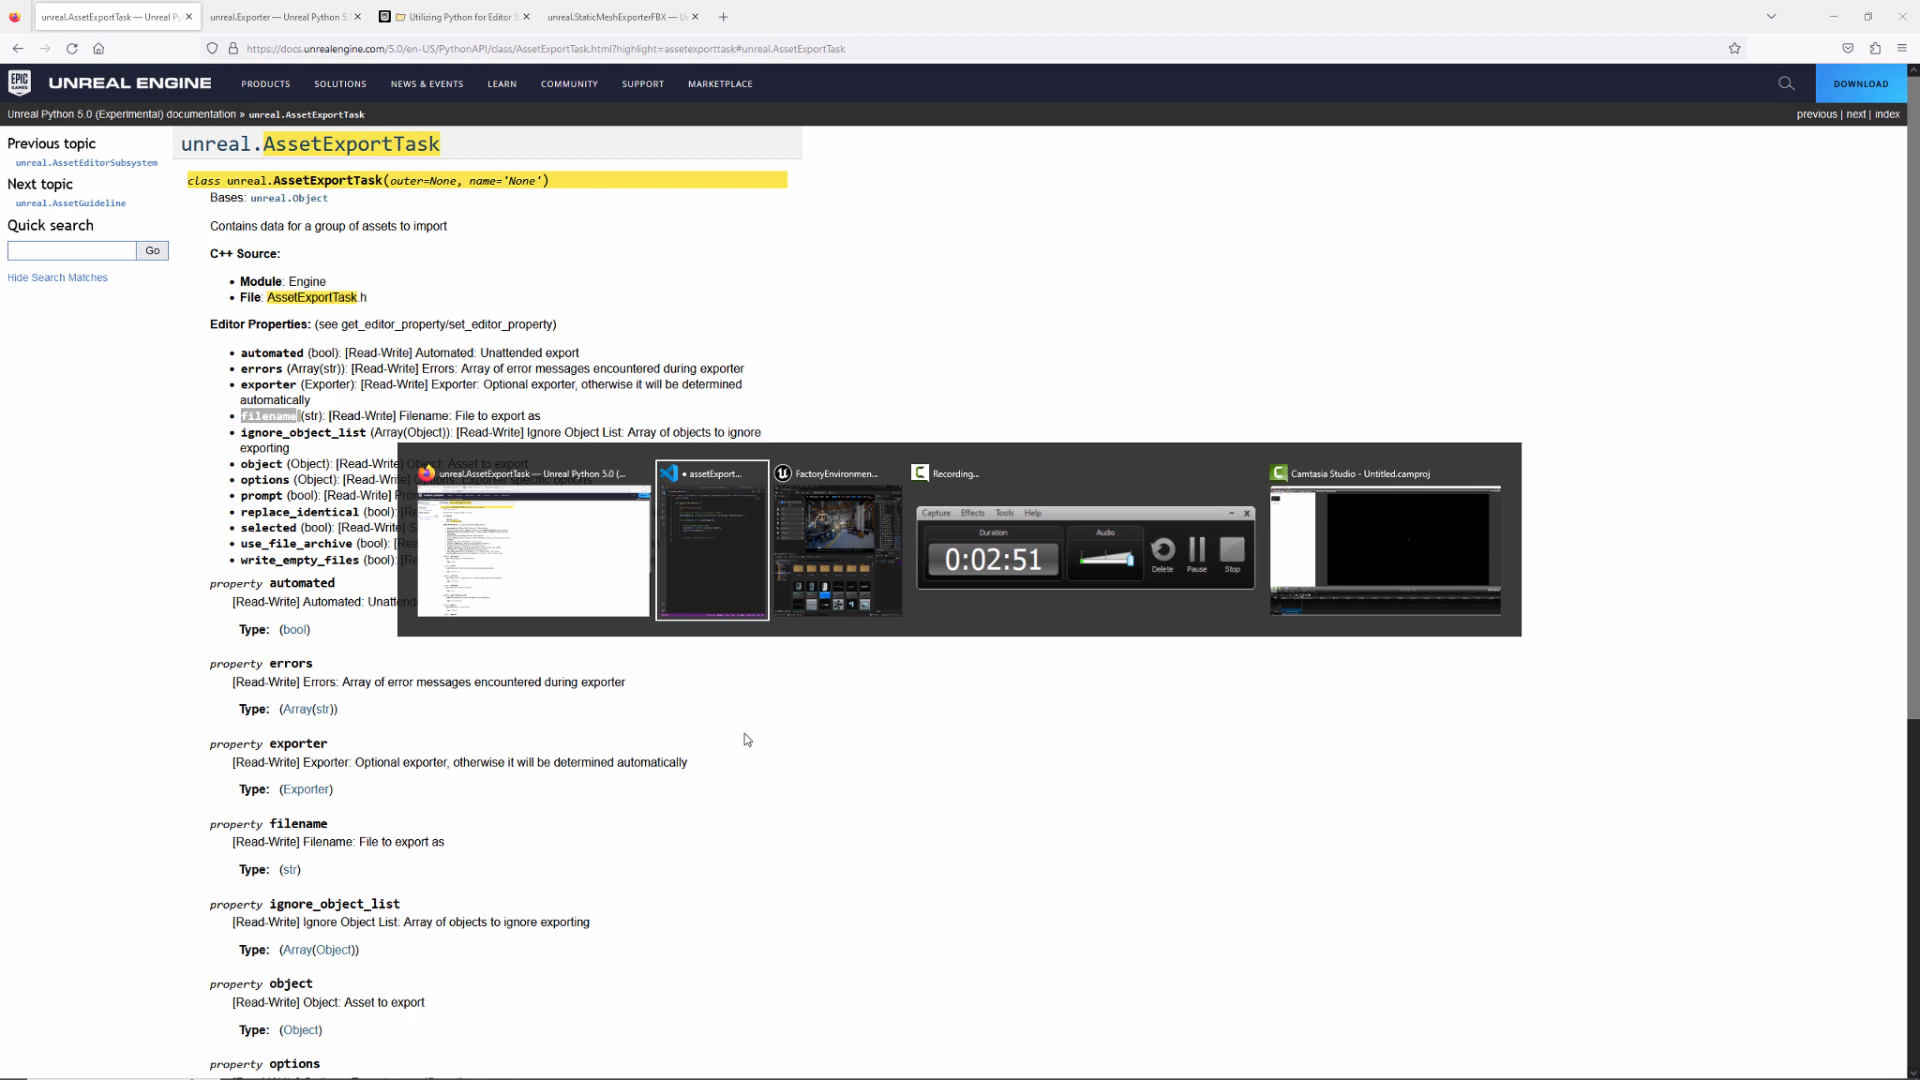 unreal.AssetExportTask — Unreal Py
unreal.Exporter — Unreal Python 5.
Utilizing Python for Editor S
unreal.StaticMeshExporterFBX — U
https://docs.unrealengine.com/5.0/en-US/PythonAPI/class/AssetExportTask.html?highlight=assetexporttask#unreal.AssetExportTask
EPIC GAMES
UNREAL ENGINE
PRODUCTS
SOLUTIONS
NEWS & EVENTS
LEARN
COMMUNITY
SUPPORT
MARKETPLACE
DOWNLOAD
Unreal Python 5.0 (Experimental) documentation » unreal.AssetExportTask
previous | next | index
Previous topic
unreal.AssetEditorSubsystem
Next topic
unreal.AssetGuideline
Quick search
Go
Hide Search Matches
unreal.AssetExportTask
class unreal.AssetExportTask(outer=None, name='None')
Bases: unreal.Object
Contains data for a group of assets to import
C++ Source:
• Module: Engine
• File: AssetExportTask.h
Editor Properties: (see get_editor_property/set_editor_property)
• automated (bool): [Read-Write] Automated: Unattended export
• errors (Array(str)): [Read-Write] Errors: Array of error messages encountered during exporter
• exporter (Exporter): [Read-Write] Exporter: Optional exporter, otherwise it will be determined
automatically
• filename (str): [Read-Write] Filename: File to export as
• ignore_object_list (Array(Object)): [Read-Write] Ignore Object List: Array of objects to ignore
exporting
• object (Object): [Read-Write] Object: Asset to export
• options (Object): [Read-Write] Options: Exporter specific options
• prompt (bool): [Read-Write]
• replace_identical (bool):
• selected (bool): [Read-Write]
• use_file_archive (bool):
• write_empty_files (bool):
unreal.AssetExportTask — Unreal Python 5.0 (...
● assetExport...
FactoryEnvironmen...
Recording...
Camtasia Studio - Untitled.camproj
Capture
Effects
Tools
Help
Duration
0:02:51
Audio
Delete
Pause
Stop
property automated
[Read-Write] Automated: Unattend
Type: (bool)
property errors
[Read-Write] Errors: Array of error messages encountered during exporter
Type: (Array(str))
property exporter
[Read-Write] Exporter: Optional exporter, otherwise it will be determined automatically
Type: (Exporter)
property filename
[Read-Write] Filename: File to export as
Type: (str)
property ignore_object_list
[Read-Write] Ignore Object List: Array of objects to ignore exporting
Type: (Array(Object))
property object
[Read-Write] Object: Asset to export
Type: (Object)
property options